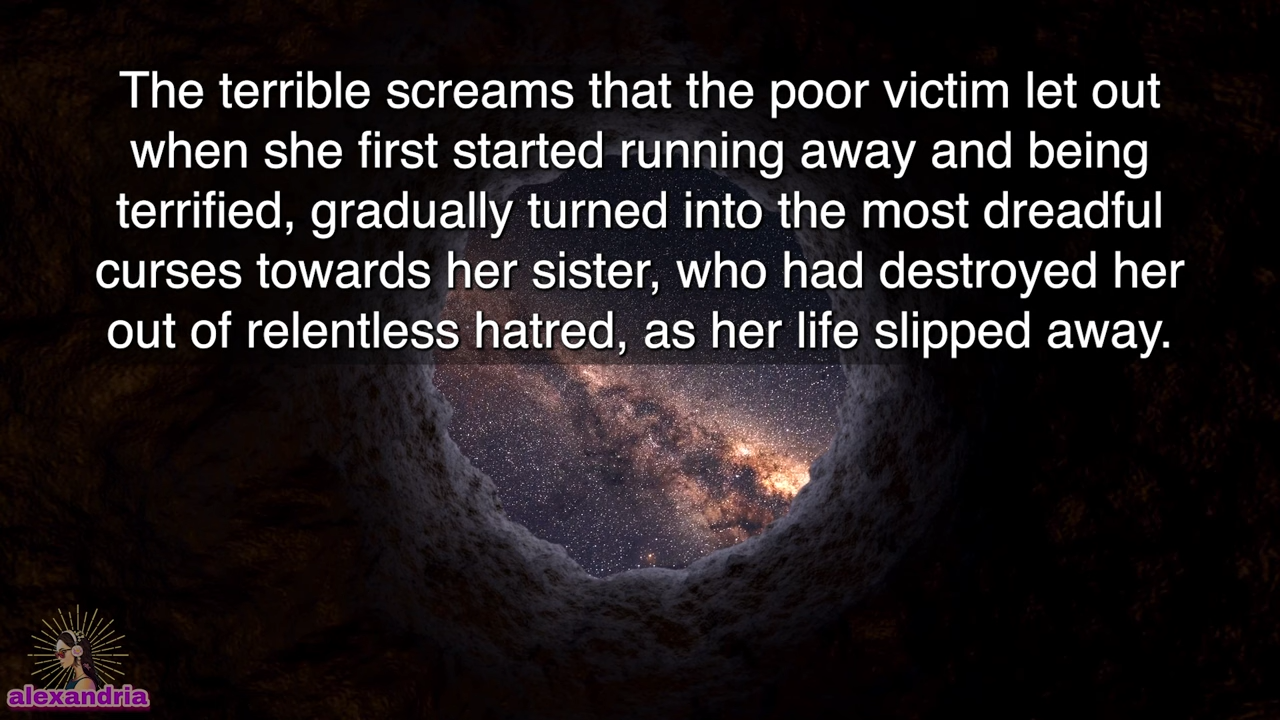 The terrible screams that the poor victim let out
when she first started running away and being
terrified, gradually turned into the most dreadful
curses towards her sister, who had destroyed her
out of relentless hatred, as her life slipped away.
alexandria